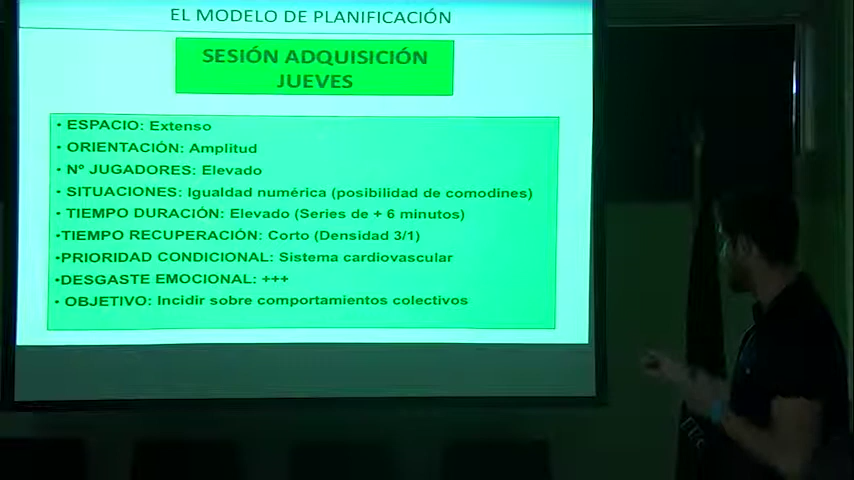 EL MODELO DE PLANIFICACIÓN
SESIÓN ADQUISICIÓN
JUEVES
• ESPACIO: Extenso
• ORIENTACIÓN: Amplitud
• Nº JUGADORES: Elevado
• SITUACIONES: Igualdad numérica (posibilidad de comodines)
• TIEMPO DURACIÓN: Elevado (Series de + 6 minutos)
•TIEMPO RECUPERACIÓN: Corto (Densidad 3/1)
•PRIORIDAD CONDICIONAL: Sistema cardiovascular
•DESGASTE EMOCIONAL: +++
• OBJETIVO: Incidir sobre comportamientos colectivos